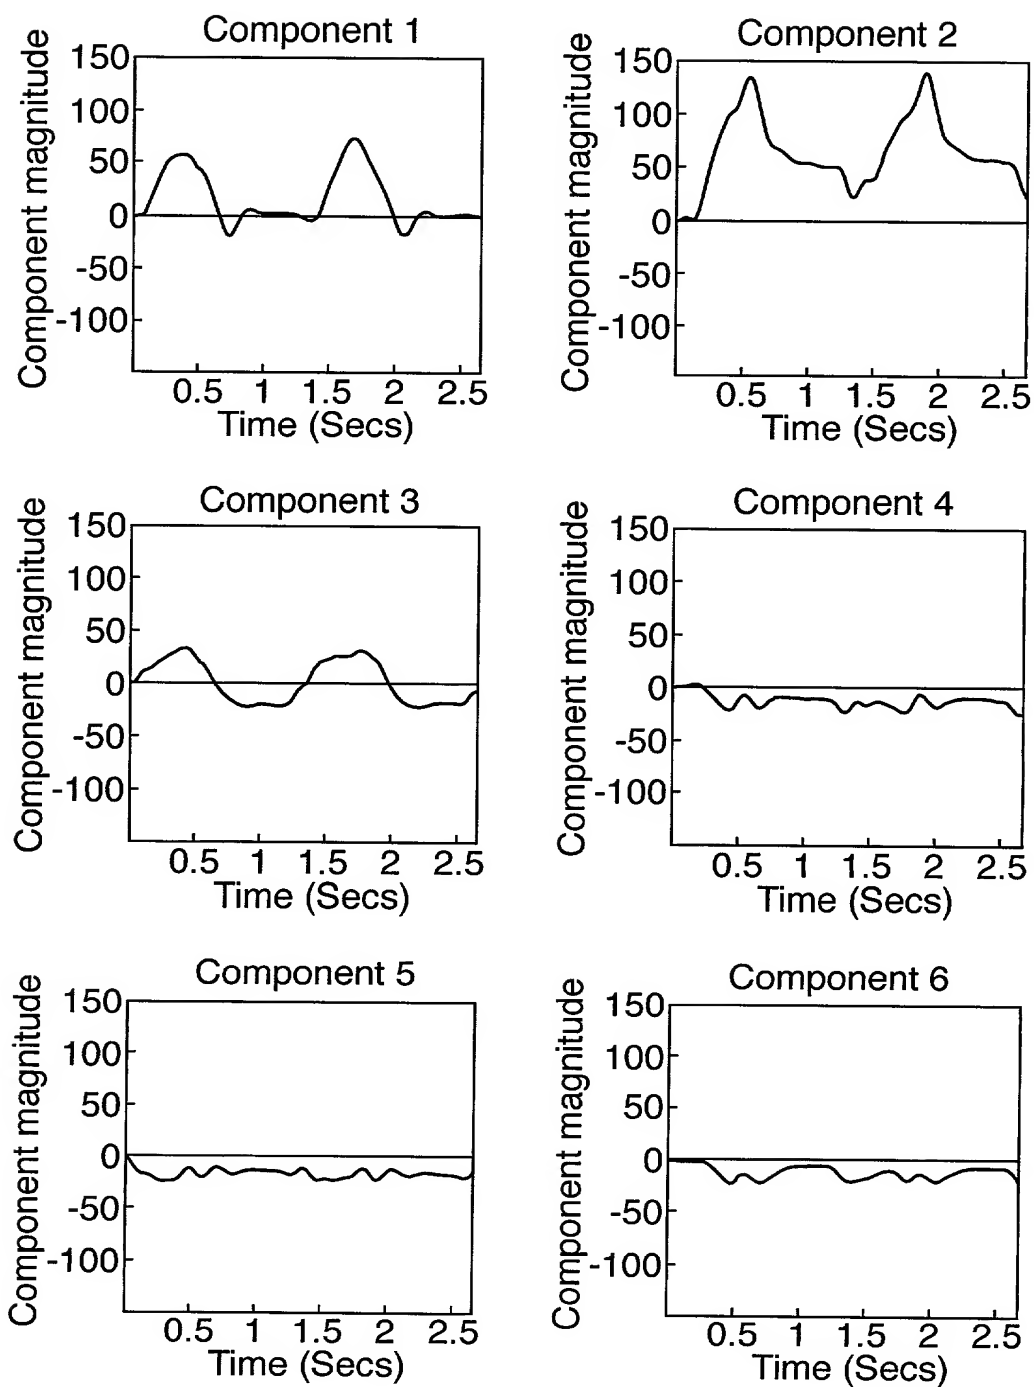 Component 1
Component magnitude
150
100
50
0
-50
-100
0.5 1 1.5 2 2.5
Time (Secs)
Component 2
Component magnitude
150
100
50
0
-50
-100
0.5 1 1.5 2 2.5
Time (Secs)
Component 3
Component magnitude
150
100
50
0
-50
-100
0.5 1 1.5 2 2.5
Time (Secs)
Component 4
Component magnitude
150
100
50
0
-50
-100
0.5 1 1.5 2 2.5
Time (Secs)
Component 5
Component magnitude
150
100
50
0
-50
-100
0.5 1 1.5 2 2.5
Time (Secs)
Component 6
Component magnitude
150
100
50
0
-50
-100
0.5 1 1.5 2 2.5
Time (Secs)